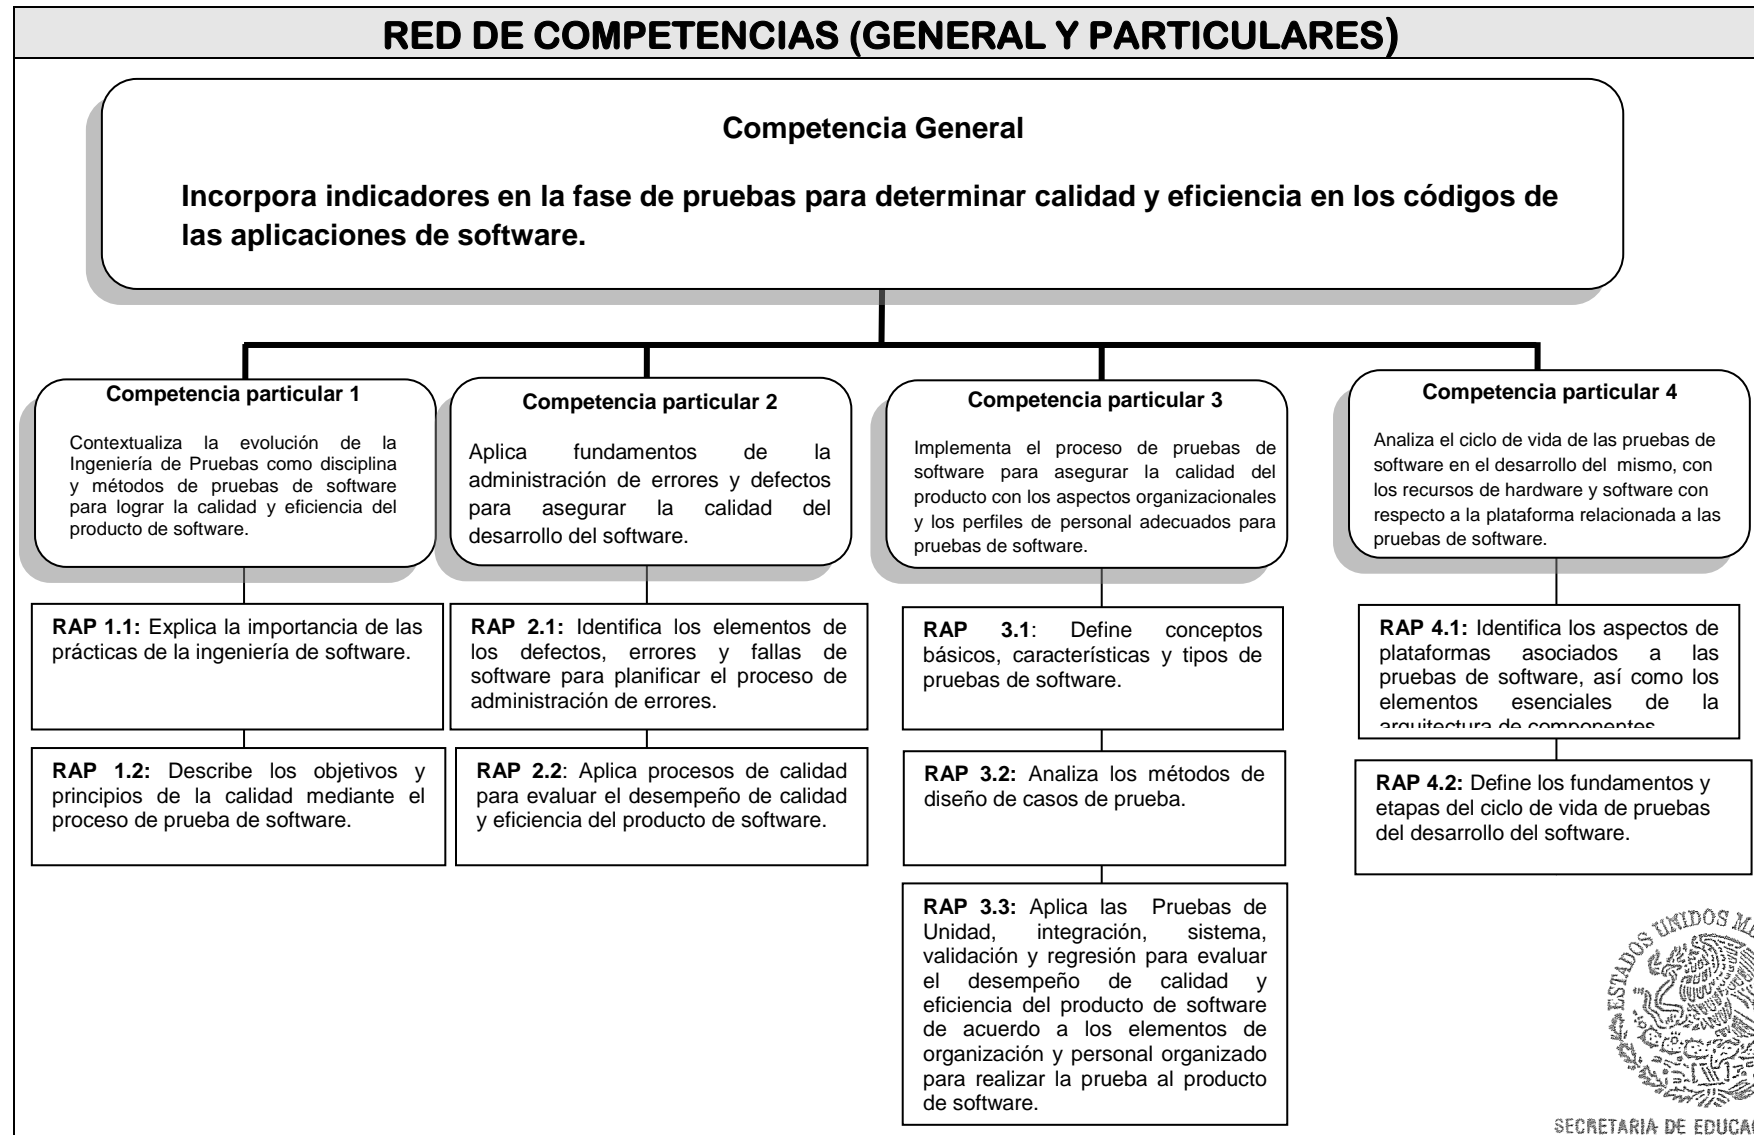 RED DE COMPETENCIAS (GENERAL Y PARTICULARES)
Competencia General
Incorpora indicadores en la fase de pruebas para determinar calidad y eficiencia en los códigos de
las aplicaciones de software.
Competencia particular 1
Contextualiza la evolución de la
Ingeniería de Pruebas como disciplina
y métodos de pruebas de software
para lograr la calidad y eficiencia del
producto de software.
Competencia particular 2
Aplica fundamentos de la
administración de errores y defectos
para asegurar la calidad del
desarrollo del software.
Competencia particular 3
Implementa el proceso de pruebas de
software para asegurar la calidad del
producto con los aspectos organizacionales
y los perfiles de personal adecuados para
pruebas de software.
Competencia particular 4
Analiza el ciclo de vida de las pruebas de
software en el desarrollo del mismo, con
los recursos de hardware y software con
respecto a la plataforma relacionada a las
pruebas de software.
RAP 1.1: Explica la importancia de las
prácticas de la ingeniería de software.
RAP 1.2: Describe los objetivos y
principios de la calidad mediante el
proceso de prueba de software.
RAP 2.1: Identifica los elementos de
los defectos, errores y fallas de
software para planificar el proceso de
administración de errores.
RAP 2.2: Aplica procesos de calidad
para evaluar el desempeño de calidad
y eficiencia del producto de software.
RAP 3.1: Define conceptos
básicos, características y tipos de
pruebas de software.
RAP 3.2: Analiza los métodos de
diseño de casos de prueba.
RAP 3.3: Aplica las Pruebas de
Unidad, integración, sistema,
validación y regresión para evaluar
el desempeño de calidad y
eficiencia del producto de software
de acuerdo a los elementos de
organización y personal organizado
para realizar la prueba al producto
de software.
RAP 4.1: Identifica los aspectos de
plataformas asociados a las
pruebas de software, así como los
elementos esenciales de la
arquitectura de componentes
RAP 4.2: Define los fundamentos y
etapas del ciclo de vida de pruebas
del desarrollo del software.
ESTADOS UNIDOS
SECRETARIA DE